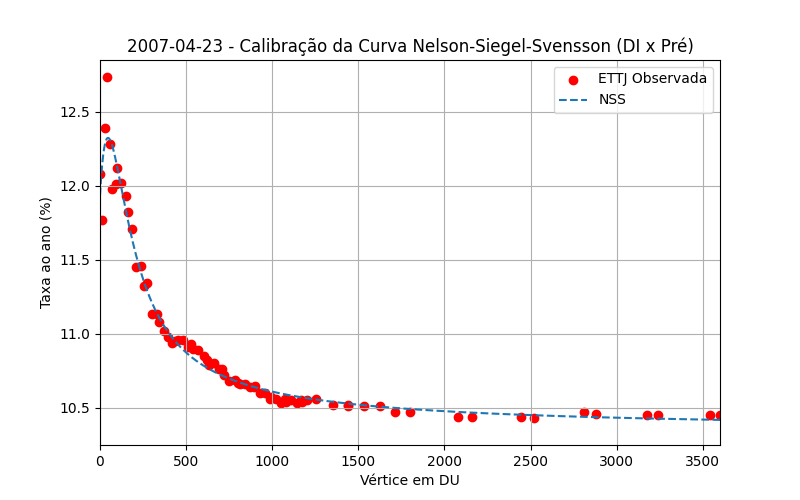 2007-04-23 - Calibração da Curva Nelson-Siegel-Svensson (DI x Pré)
ETTJ Observada
NSS
Taxa ao ano (%)
12.5
12.0
11.5
11.0
10.5
0 500 1000 1500 2000 2500 3000 3500
Vértice em DU